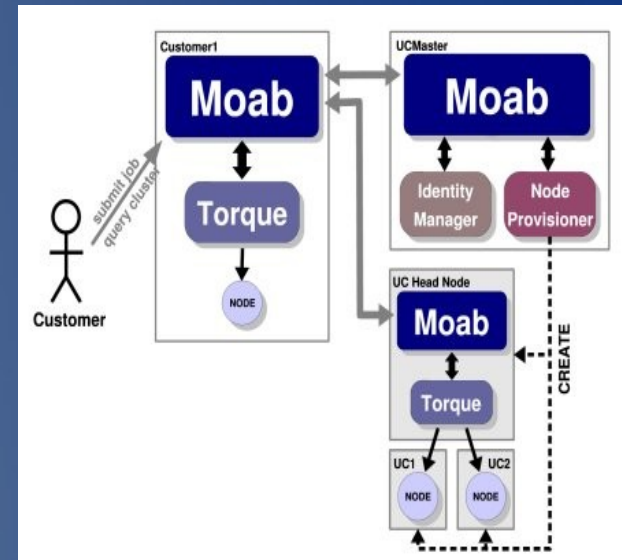 Customer1
Moab
submit job
query cluster
Torque
NODE
Customer
UCMaster
Moab
Identity
Manager
Node
Provisioner
UC Head Node
Moab
Torque
CREATE
UC1
NODE
UC2
NODE